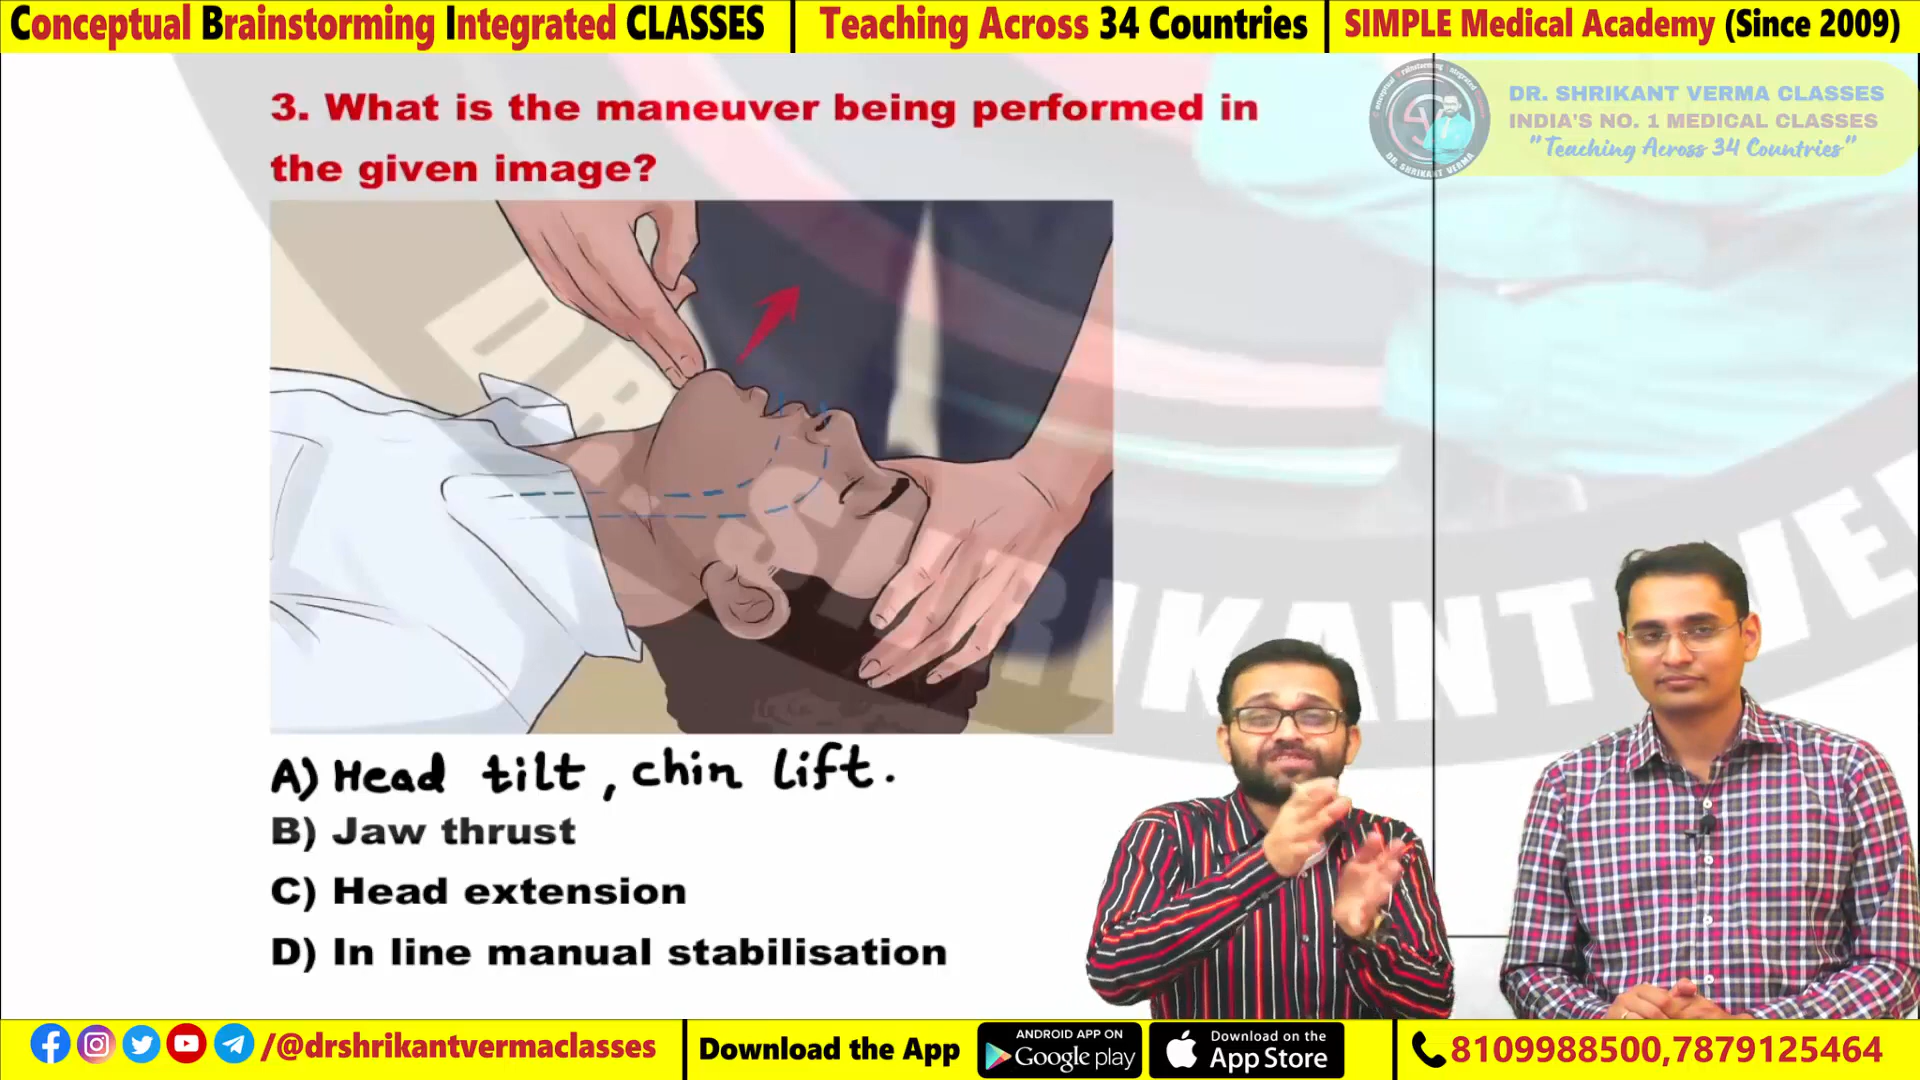 Conceptual Brainstorming Integrated CLASSES
Teaching Across 34 Countries
SIMPLE Medical Academy (Since 2009)
DR. SHRIKANT VERMA CLASSES
INDIA'S NO. 1 MEDICAL CLASSES
"Teaching Across 34 Countries"
3. What is the maneuver being performed in
the given image?
A) Head tilt, chin lift.
B) Jaw thrust
C) Head extension
D) In line manual stabilisation
/@drshrikantvermaclasses
Download the App
ANDROID APP ON
Google play
Download on the
App Store
8109988500,7879125464